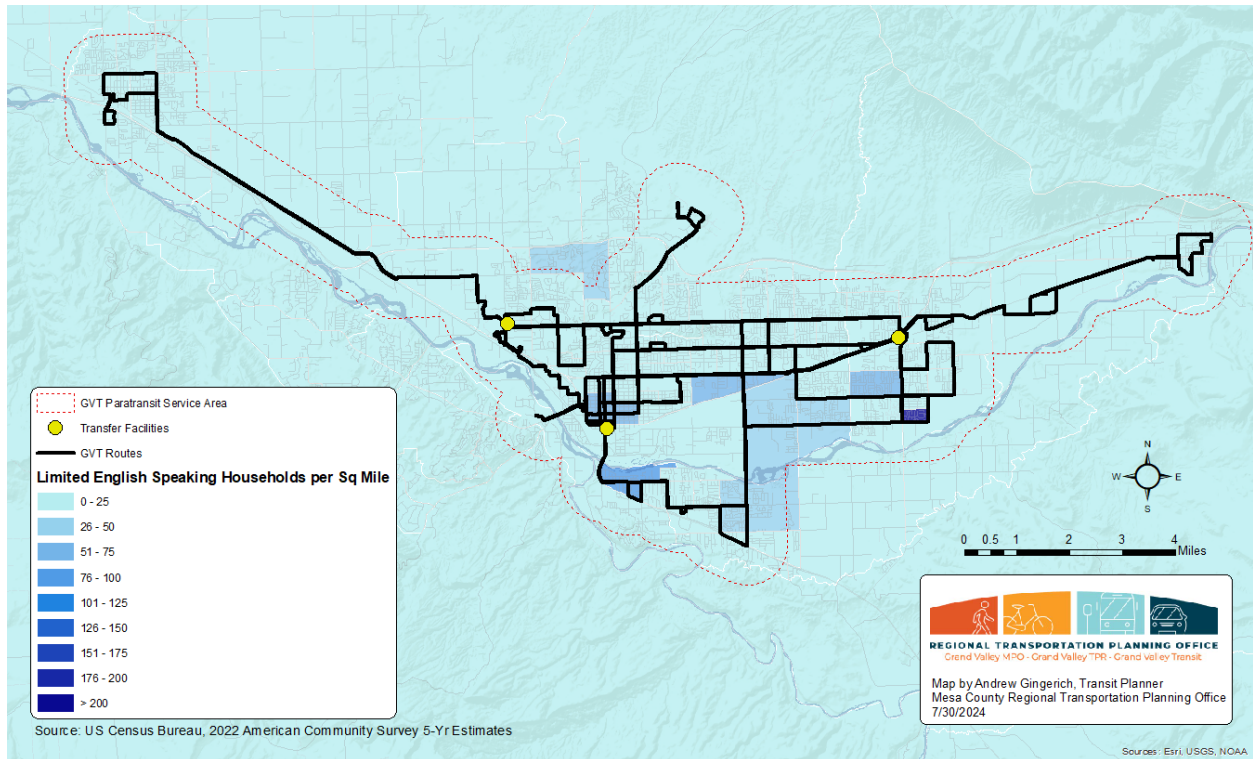 GVT Paratransit Service Area
Transfer Facilities
GVT Routes
Limited English Speaking Households per Sq Mile
0 - 25
26 - 50
51 - 75
76 - 100
101 - 125
126 - 150
151 - 175
176 - 200
> 200
Source: US Census Bureau, 2022 American Community Survey 5-Yr Estimates
N
W E
S
0 0.5 1 2 3 4
Miles
REGIONAL TRANSPORTATION PLANNING OFFICE
Grand Valley MPO - Grand Valley TPR - Grand Valley Transit
Map by Andrew Gingerich, Transit Planner
Mesa County Regional Transportation Planning Office
7/30/2024
Sources: Esri, USGS, NOAA